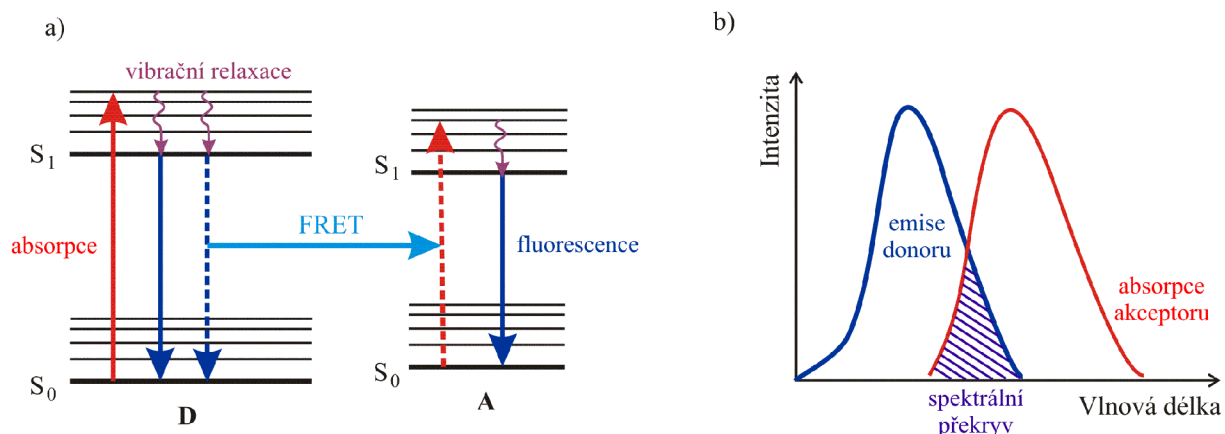 a)
vibrační relaxace
S1
absorpce
S0
D
FRET
S1
fluorescence
S0
A
b)
Intenzita
emise
donoru
absorpce
akceptoru
spektrální
překryv
Vlnová délka